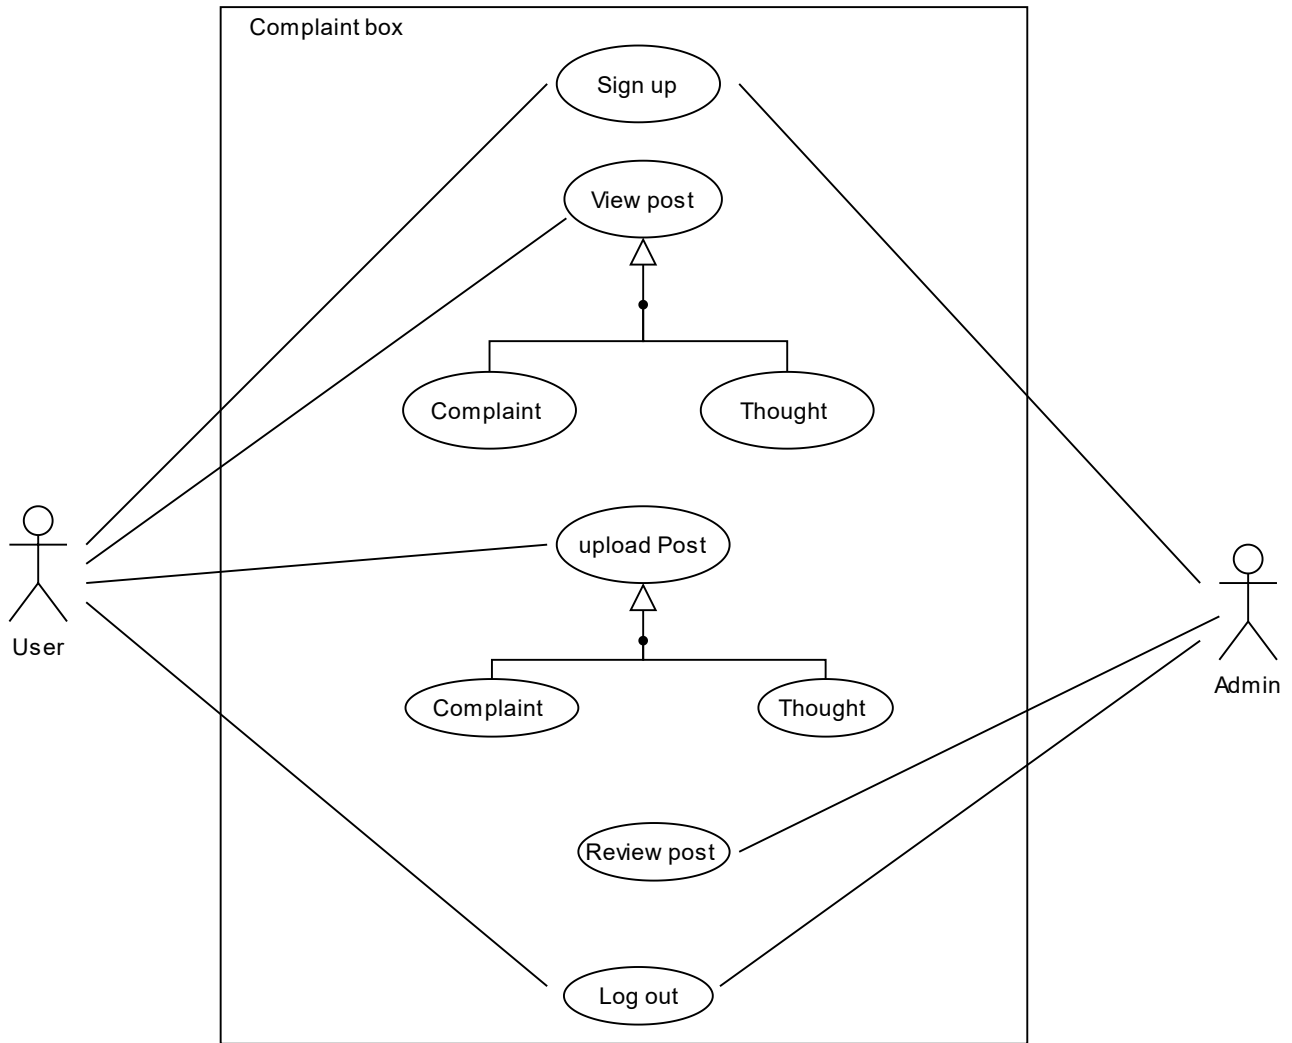 Complaint box
Sign up
View post
Complaint
Thought
upload Post
User
Admin
Complaint
Thought
Review post
Log out